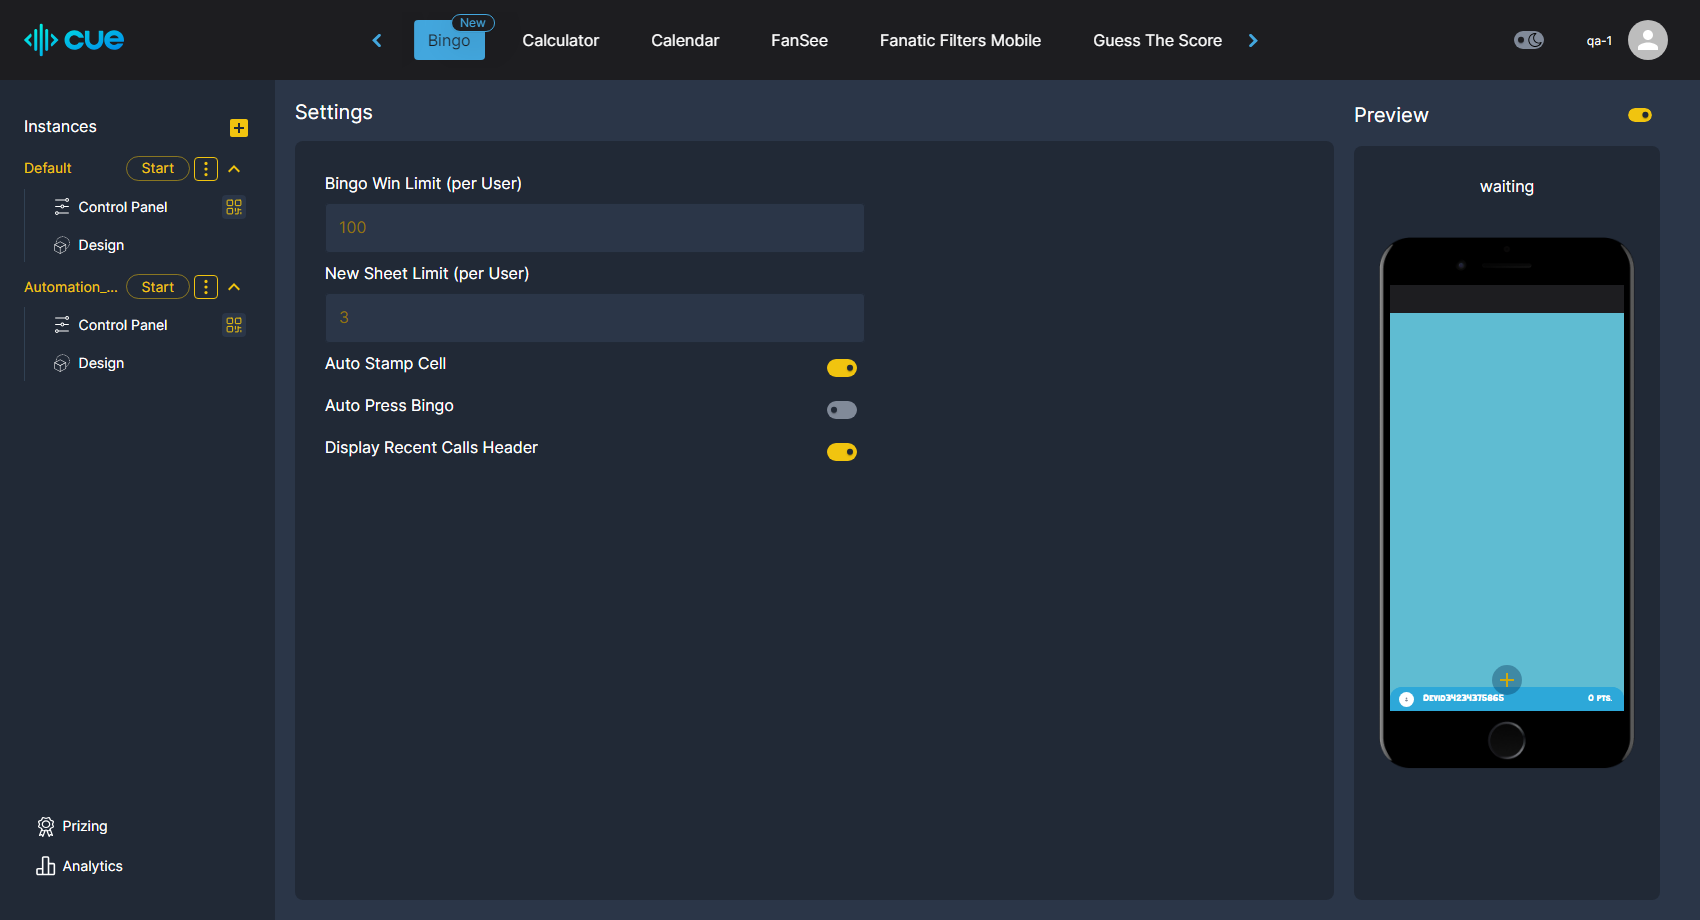 cue
Bingo
New
Calculator
Calendar
FanSee
Fanatic Filters Mobile
Guess The Score
qa-1
Instances
Default
Start
Control Panel
Design
Automation_...
Start
Control Panel
Design
Prizing
Analytics
Settings
Bingo Win Limit (per User)
100
New Sheet Limit (per User)
3
Auto Stamp Cell
Auto Press Bingo
Display Recent Calls Header
Preview
waiting
DEVID34234375665
0 PTS.